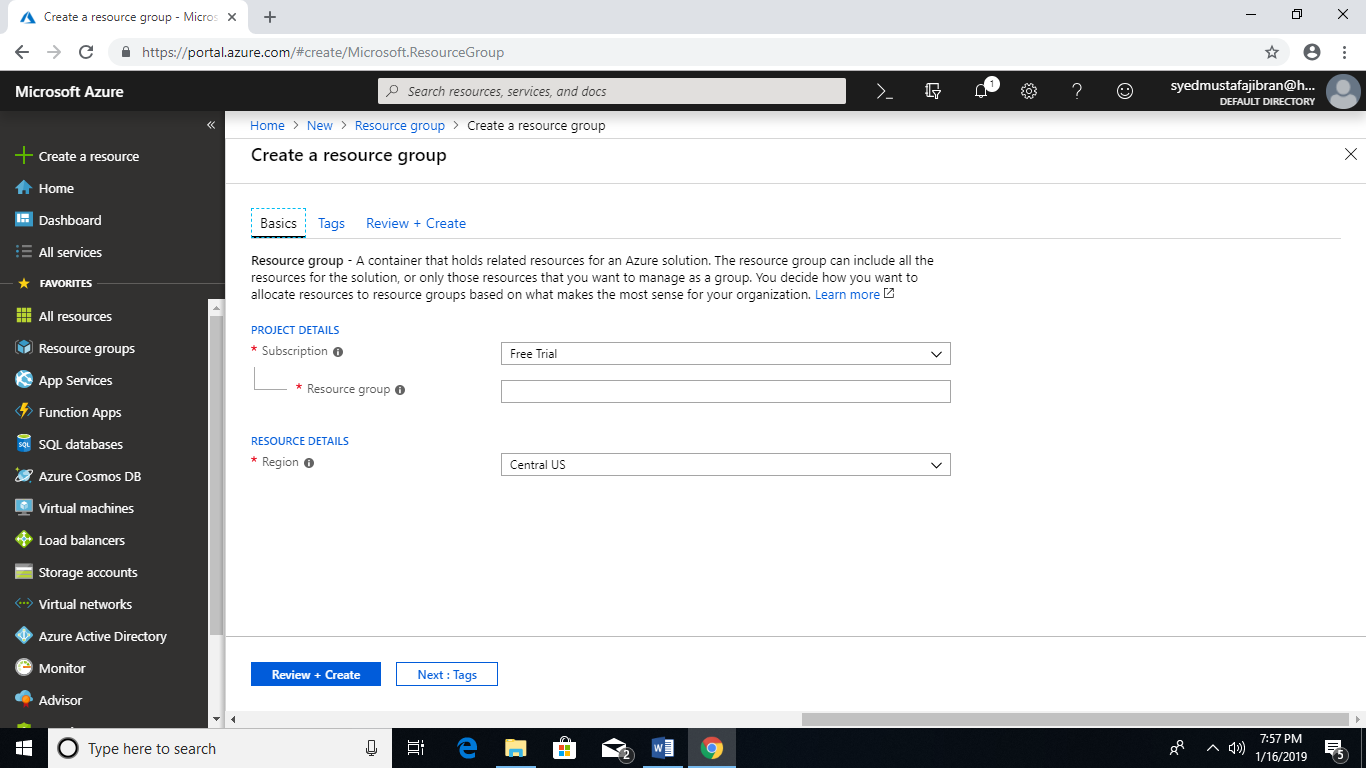 Create a resource group - Micros
https://portal.azure.com/#create/Microsoft.ResourceGroup
Microsoft Azure
Search resources, services, and docs
1
syedmustafajibran@h...
DEFAULT DIRECTORY
Home > New > Resource group > Create a resource group
Create a resource group
Create a resource
Home
Dashboard
All services
FAVORITES
All resources
Resource groups
App Services
Function Apps
SQL databases
Azure Cosmos DB
Virtual machines
Load balancers
Storage accounts
Virtual networks
Azure Active Directory
Monitor
Advisor
Basics Tags Review + Create
Resource group - A container that holds related resources for an Azure solution. The resource group can include all the
resources for the solution, or only those resources that you want to manage as a group. You decide how you want to
allocate resources to resource groups based on what makes the most sense for your organization. Learn more
PROJECT DETAILS
* Subscription Free Trial
* Resource group
RESOURCE DETAILS
* Region Central US
Review + Create Next : Tags
Type here to search
2
7:57 PM
1/16/2019
5